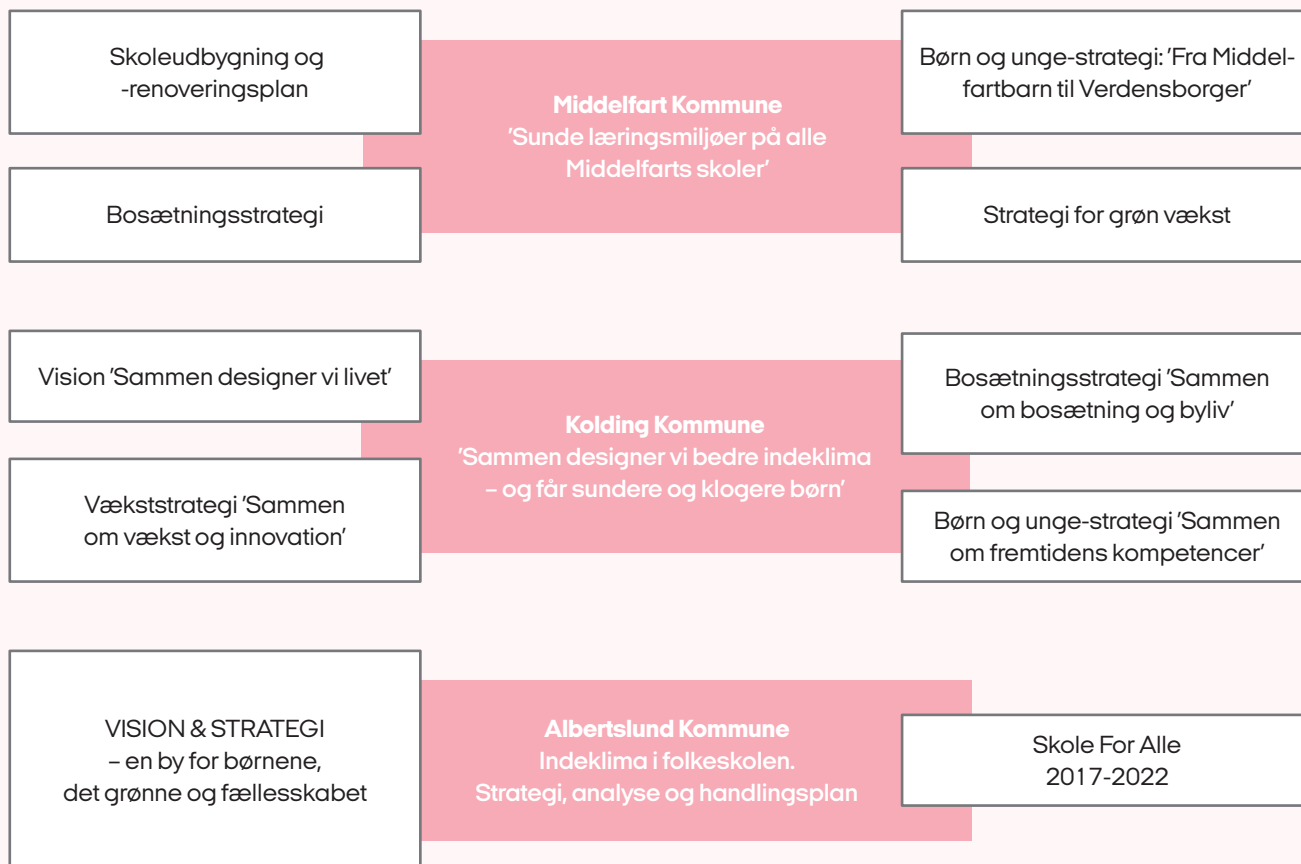 Skoleudbygning og
-renoveringsplan
Bosætningsstrategi
Middelfart Kommune
’Sunde læringsmiljøer på alle
Middelfarts skoler’
Børn og unge-strategi: ’Fra Middel-
fartbarn til Verdensborger’
Strategi for grøn vækst
Vision ’Sammen designer vi livet’
Vækststrategi ’Sammen
om vækst og innovation’
Kolding Kommune
’Sammen designer vi bedre indeklima
– og får sundere og klogere børn’
Bosætningsstrategi ’Sammen
om bosætning og byliv’
Børn og unge-strategi ’Sammen
om fremtidens kompetencer’
VISION & STRATEGI
– en by for børnene,
det grønne og fællesskabet
Albertslund Kommune
Indeklima i folkeskolen.
Strategi, analyse og handlingsplan
Skole For Alle
2017-2022